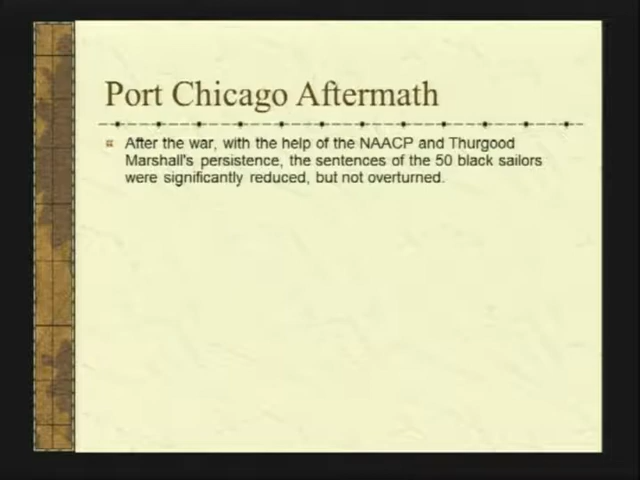 Port Chicago Aftermath
After the war, with the help of the NAACP and Thurgood
Marshall's persistence, the sentences of the 50 black sailors
were significantly reduced, but not overturned.